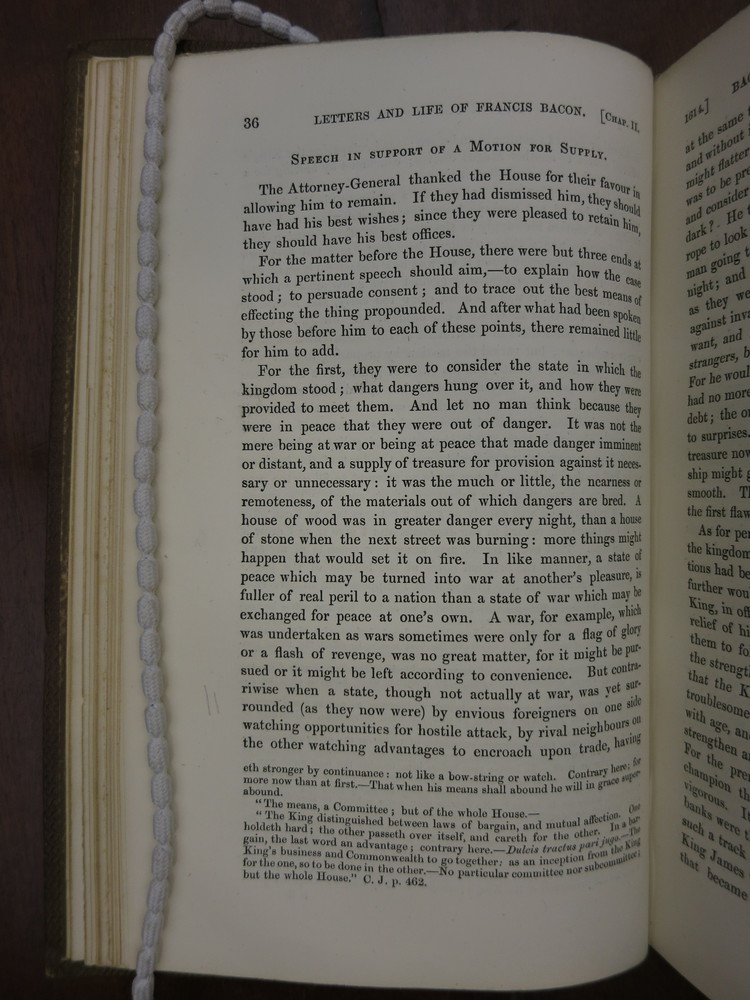 36 LETTERS AND LIFE OF FRANCIS BACON. [CHAP. II.
SPEECH IN SUPPORT OF A MOTION FOR SUPPLY.
The Attorney-General thanked the House for their favour in
allowing him to remain. If they had dismissed him, they should
have had his best wishes; since they were pleased to retain him,
they should have his best offices.
For the matter before the House, there were but three ends at
which a pertinent speech should aim,—to explain how the case
stood; to persuade consent; and to trace out the best means of
effecting the thing propounded. And after what had been spoken
by those before him to each of these points, there remained little
for him to add.
For the first, they were to consider the state in which the
kingdom stood; what dangers hung over it, and how they were
provided to meet them. And let no man think because they
were in peace that they were out of danger. It was not the
mere being at war or being at peace that made danger imminent
or distant, and a supply of treasure for provision against it neces-
sary or unnecessary: it was the much or little, the nearness or
remoteness, of the materials out of which dangers are bred. A
house of wood was in greater danger every night, than a house
of stone when the next street was burning: more things might
happen that would set it on fire. In like manner, a state of
peace which may be turned into war at another's pleasure, is
fuller of real peril to a nation than a state of war which may be
exchanged for peace at one's own. A war, for example, which
was undertaken as wars sometimes were only for a flag of glory
or a flash of revenge, was no great matter, for it might be pur-
sued or it might be left according to convenience. But contra-
riwise when a state, though not actually at war, was yet sur-
rounded (as they now were) by envious foreigners on one side
watching opportunities for hostile attack, by rival neighbours on
the other watching advantages to encroach upon trade, having
eth stronger by continuance: not like a bow-string or watch. Contrary here; for
more now than at first.—That when his means shall abound he will in grace super-
abound.
"The means, a Committee; but of the whole House.—
"The King distinguished between laws of bargain, and mutual affection. One
holdeth hard; the other passeth over itself, and careth for the other. In a bar-
gain, the last word an advantage; contrary here.—Dulcis tractus pari jugo.—The
King's business and Commonwealth to go together: as an inception from the King
for the one, so to be done in the other.—No particular committee nor subcommittee;
but the whole House." C. J. p. 462.
1614.] BA
at the same
and without
might flatter
was to be pre
and consider
dark? He
rope to look
man going t
night; and
as they we
against inva
want, and
strangers, b
For he woul
had no more
debt; the o
to surprises.
treasure nov
ship might g
smooth. T
the first flaw
As for pe
the kingdom
tions had be
further wou
King, in off
relief of hi
them to fo
the strengt
that the K
troublesome
with age, an
strengthen a
For the pre
champion th
vigorous. It
banks were t
such a track
King James
that became